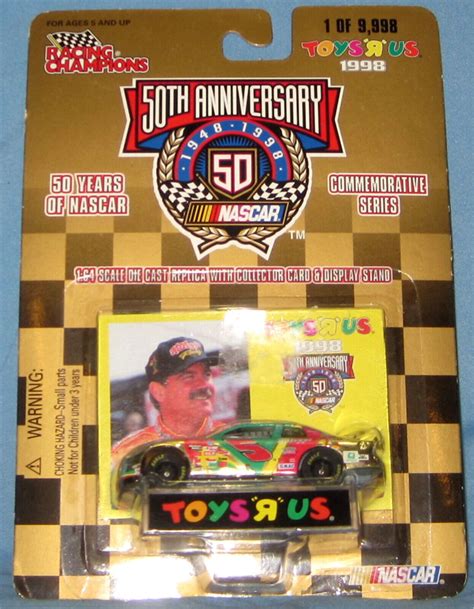 FOR AGES 8 AND UP
RACING CHAMPIONS
1 OF 9,998
TOYS "R" US
1998
50TH ANNIVERSARY
1948 - 1998
50
NASCAR
TM
50 YEARS
OF NASCAR
COMMEMORATIVE
SERIES
1:64 SCALE DIE CAST REPLICA WITH COLLECTOR CARD & DISPLAY STAND
TOYS "R" US
1998
50TH ANNIVERSARY
50
NASCAR
WARNING:
CHOKING HAZARD-Small parts
Not for Children under 3 years
5
TOYS "R" US
NASCAR